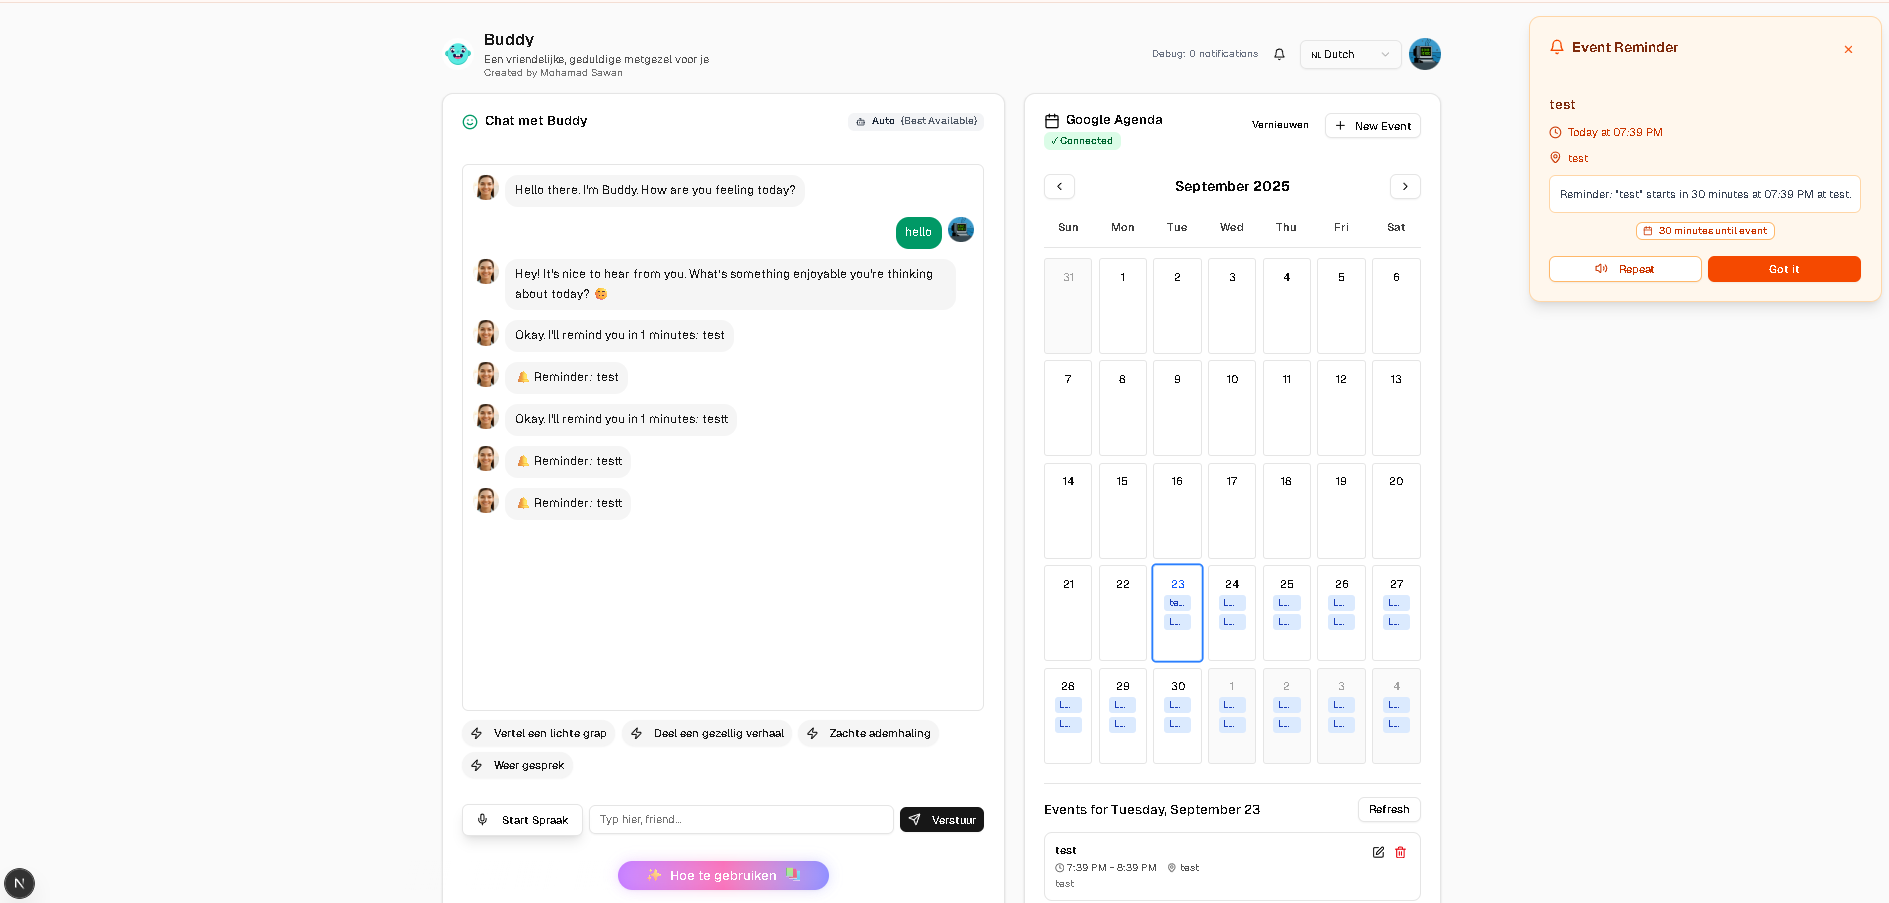 Buddy
Een vriendelijke, geduldige metgezel voor je
Created by Mohamad Sawan
Debug: 0 notifications
NL Dutch
Chat met Buddy
Auto (Best Available)
Hello there. I'm Buddy. How are you feeling today?
hello
Hey! It's nice to hear from you. What's something enjoyable you're thinking
about today? 😊
Okay. I'll remind you in 1 minutes: test
🔔 Reminder: test
Okay. I'll remind you in 1 minutes: testt
🔔 Reminder: testt
🔔 Reminder: testt
Vertel een lichte grap
Deel een gezellig verhaal
Zachte ademhaling
Weer gesprek
Start Spraak
Typ hier, friend...
Verstuur
✨ Hoe te gebruiken
N
Google Agenda
✓ Connected
Vernieuwen
+ New Event
September 2025
Sun Mon Tue Wed Thu Fri Sat
31 1 2 3 4 5 6
7 8 9 10 11 12 13
14 15 16 17 18 19 20
21 22 23 24 25 26 27
te... L... L... L... L...
L... L... L... L... L...
28 29 30 1 2 3 4
L... L... L... L... L... L... L...
L... L... L... L... L... L... L...
Events for Tuesday, September 23
Refresh
test
7:39 PM - 8:39 PM test
test
Event Reminder
test
Today at 07:39 PM
test
Reminder: "test" starts in 30 minutes at 07:39 PM at test.
30 minutes until event
Repeat
Got it